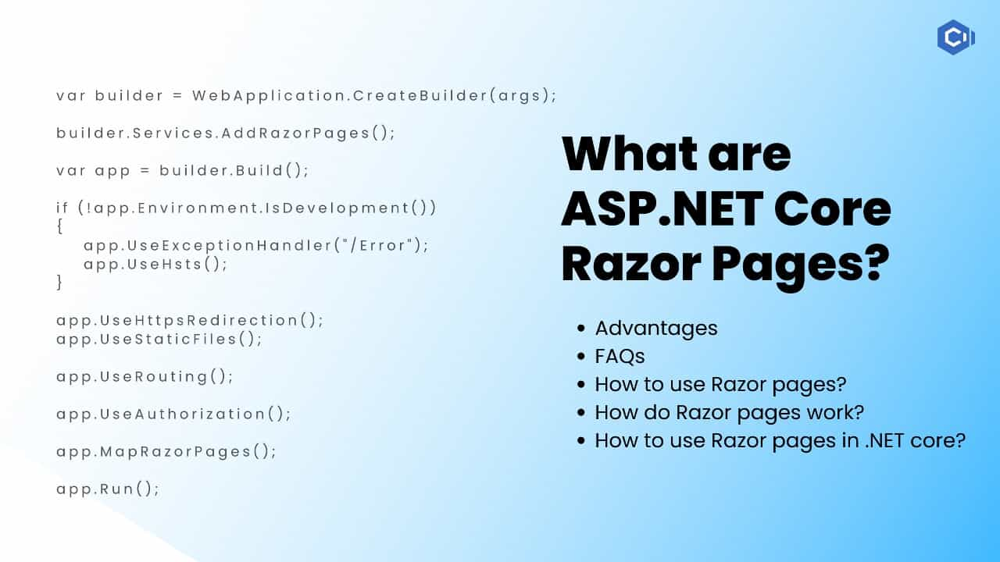 var builder = WebApplication.CreateBuilder(args);
builder.Services.AddRazorPages();
var app = builder.Build();
if (!app.Environment.IsDevelopment())
{
app.UseExceptionHandler("/Error");
app.UseHsts();
}
app.UseHttpsRedirection();
app.UseStaticFiles();
app.UseRouting();
app.UseAuthorization();
app.MapRazorPages();
app.Run();
What are
ASP.NET Core
Razor Pages?
• Advantages
• FAQs
• How to use Razor pages?
• How do Razor pages work?
• How to use Razor pages in .NET core?